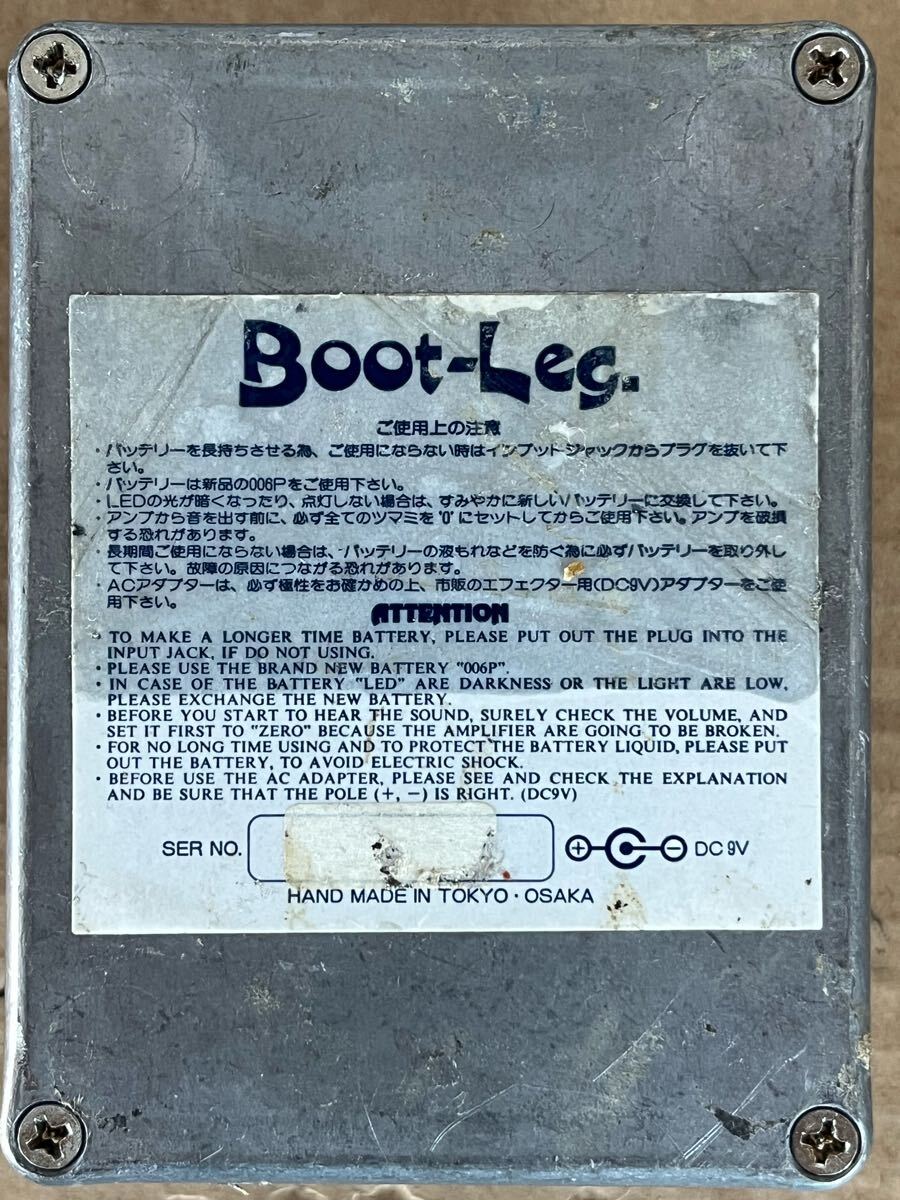 Boot-Leg.
ご使用上の注意
・バッテリーを長持ちさせる為、ご使用にならない時はインプットジャックからプラグを抜いて下
さい。
・バッテリーは新品の006Pをご使用下さい。
・LEDの光が暗くなったり、点灯しない場合は、すみやかに新しいバッテリーに交換して下さい。
・アンプから音を出す前に、必ず全てのツマミを"0"にセットしてからご使用下さい。アンプを破損
する恐れがあります。
・長期間ご使用にならない場合は、バッテリーの液もれなどを防ぐ為に必ずバッテリーを取り外し
て下さい。故障の原因につながる恐れがあります。
・ACアダプターは、必ず極性をお確かめの上、市販のエフェクター用(DC9V)アダプターをご使
用下さい。
ATTENTION
・TO MAKE A LONGER TIME BATTERY, PLEASE PUT OUT THE PLUG INTO THE
INPUT JACK, IF DO NOT USING.
・PLEASE USE THE BRAND NEW BATTERY "006P".
・IN CASE OF THE BATTERY "LED" ARE DARKNESS OR THE LIGHT ARE LOW,
PLEASE EXCHANGE THE NEW BATTERY.
・BEFORE YOU START TO HEAR THE SOUND, SURELY CHECK THE VOLUME, AND
SET IT FIRST TO "ZERO" BECAUSE THE AMPLIFIER ARE GOING TO BE BROKEN.
・FOR NO LONG TIME USING AND TO PROTECT THE BATTERY LIQUID, PLEASE PUT
OUT THE BATTERY, TO AVOID ELECTRIC SHOCK.
・BEFORE USE THE AC ADAPTER, PLEASE SEE AND CHECK THE EXPLANATION
AND BE SURE THAT THE POLE (+, −) IS RIGHT. (DC9V)
SER NO. DC 9V
HAND MADE IN TOKYO・OSAKA